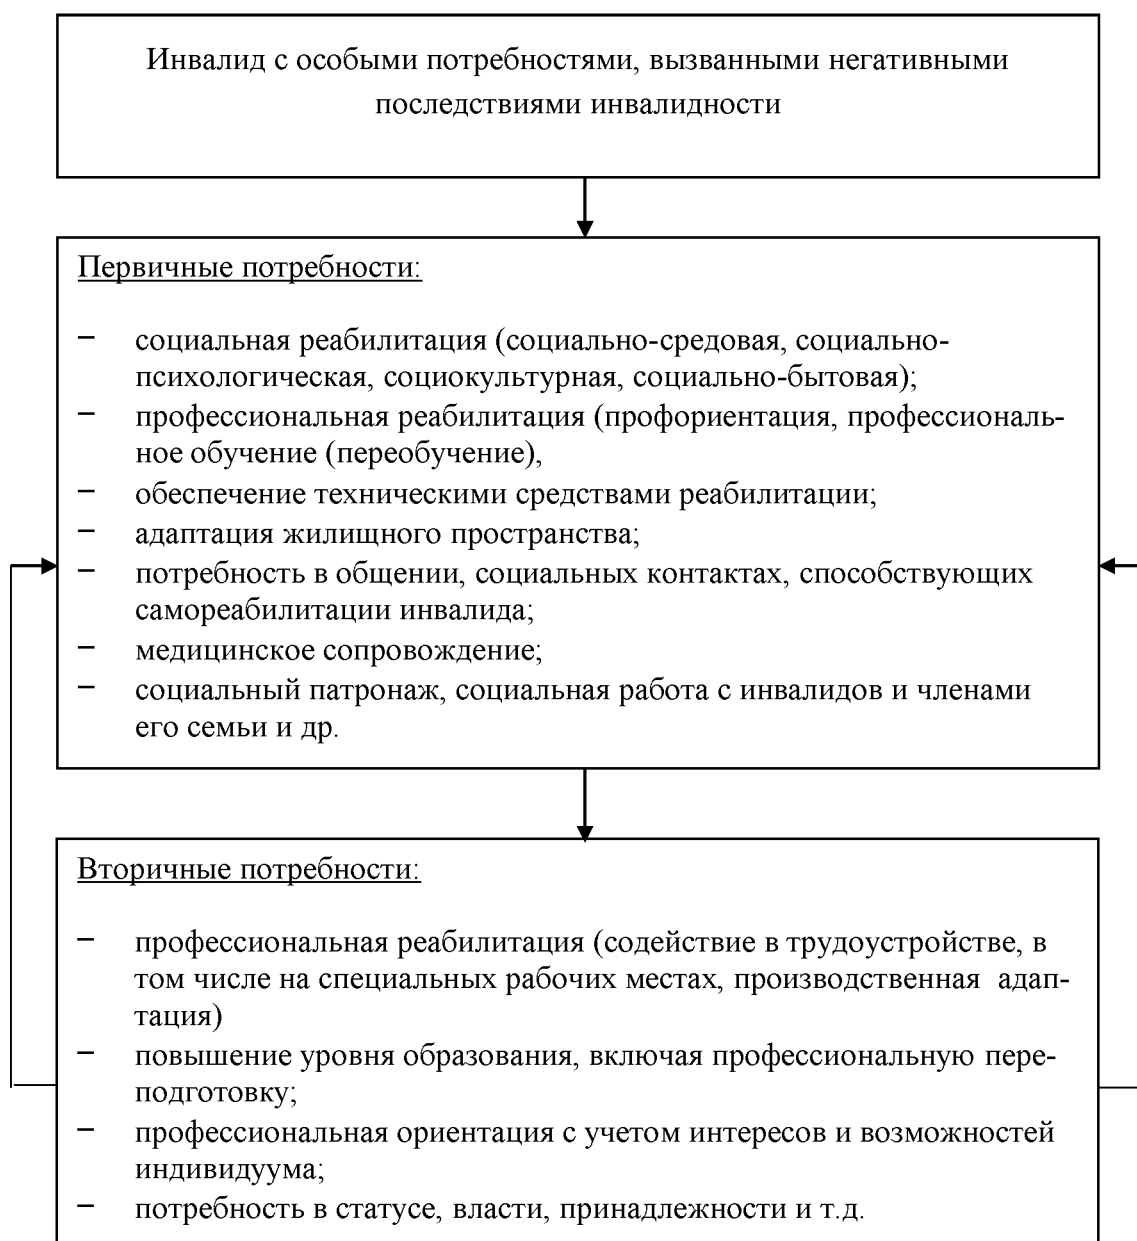 Инвалид с особыми потребностями, вызванными негативными
последствиями инвалидности
Первичные потребности:
– социальная реабилитация (социально-средовая, социально-
психологическая, социокультурная, социально-бытовая);
– профессиональная реабилитация (профориентация, профессиональ-
ное обучение (переобучение),
– обеспечение техническими средствами реабилитации;
– адаптация жилищного пространства;
– потребность в общении, социальных контактах, способствующих
самореабилитации инвалида;
– медицинское сопровождение;
– социальный патронаж, социальная работа с инвалидов и членами
его семьи и др.
Вторичные потребности:
– профессиональная реабилитация (содействие в трудоустройстве, в
том числе на специальных рабочих местах, производственная адап-
тация)
– повышение уровня образования, включая профессиональную пере-
подготовку;
– профессиональная ориентация с учетом интересов и возможностей
индивидуума;
– потребность в статусе, власти, принадлежности и т.д.